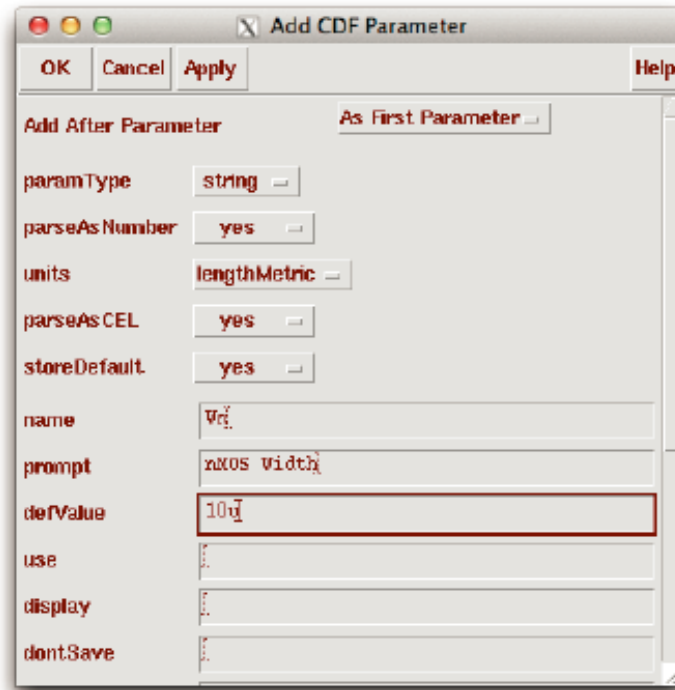 Add CDF Parameter
OK Cancel Apply Help
Add After Parameter As First Parameter
paramType string
parseAsNumber yes
units lengthMetric
parseAsCEL yes
storeDefault yes
name Wn
prompt nMOS Width
defValue 10u
use
display
dontSave